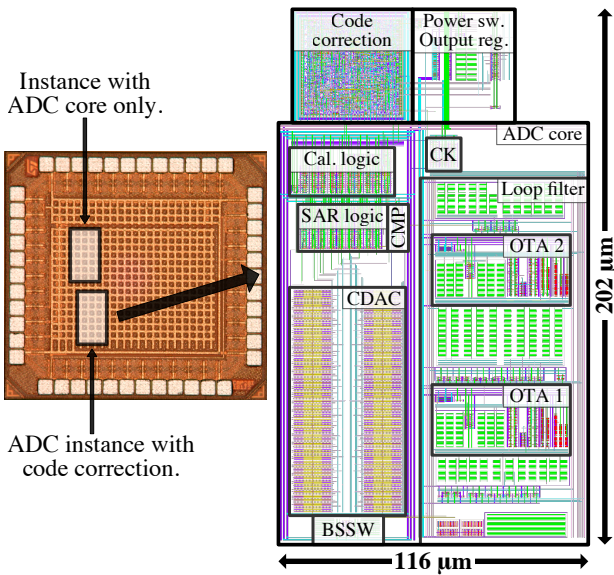 Instance with
ADC core only.
ADC instance with
code correction.
Code
correction
Power sw.
Output reg.
ADC core
CK
Cal. logic
Loop filter
SAR logic
CMP
OTA 2
CDAC
OTA 1
BSSW
116 µm
202 µm